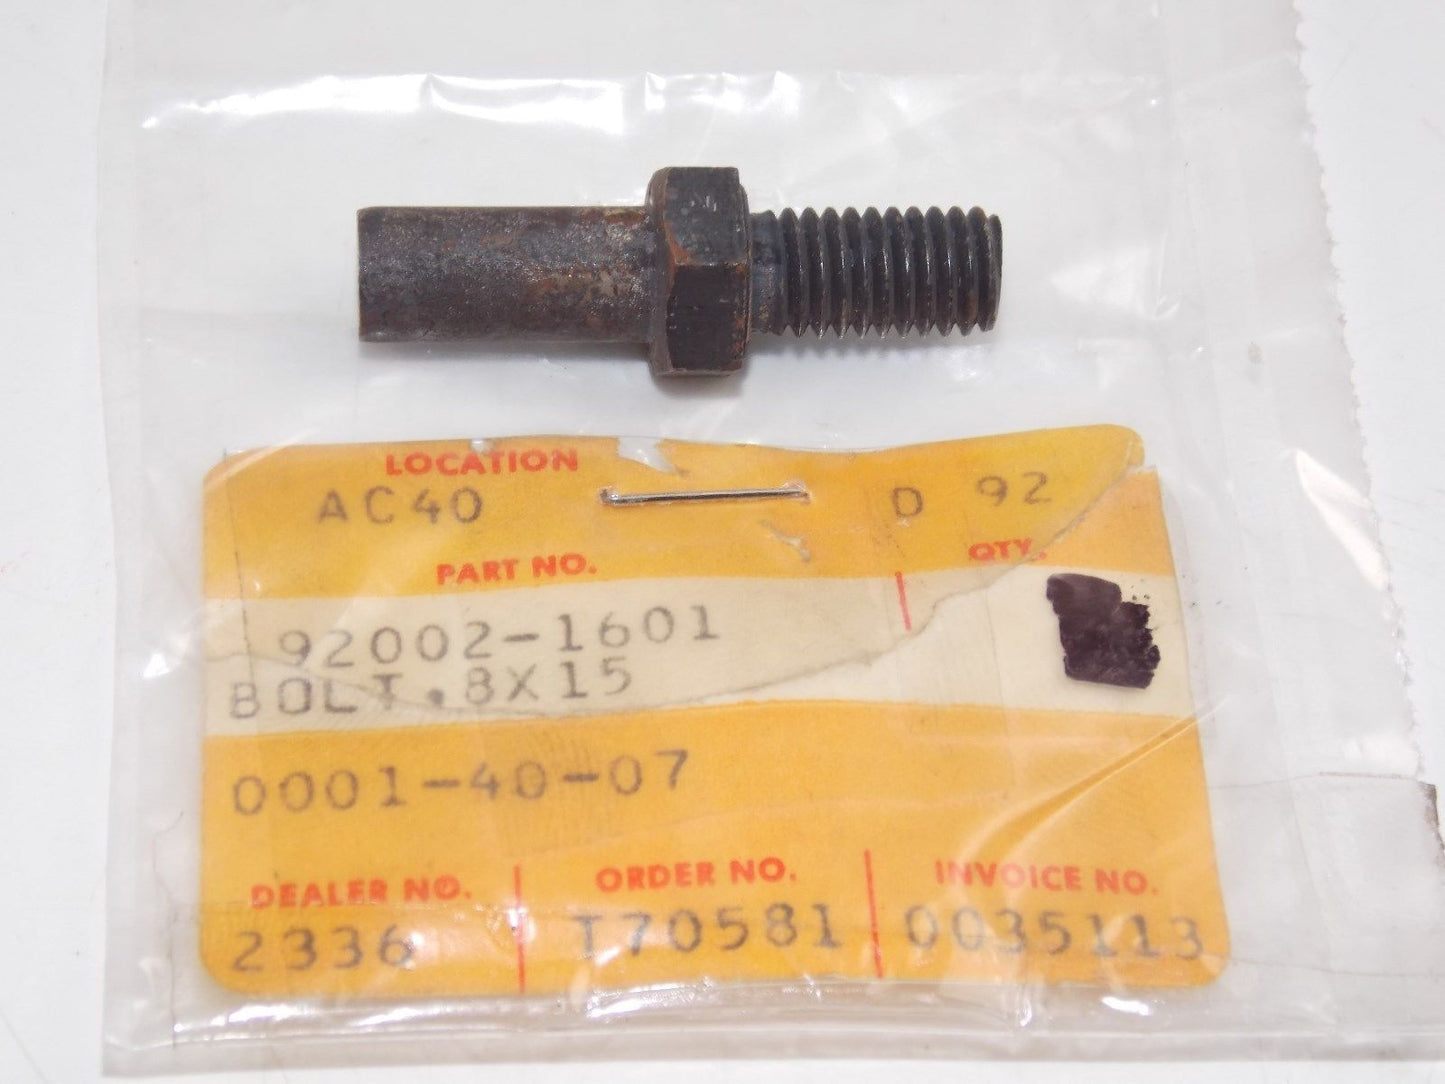 LOCATION
AC40 D 92
PART NO. QTY.
92002-1601
BOLT.8X15
0001-40-07
DEALER NO. ORDER NO. INVOICE NO.
2336 T70581 0035113